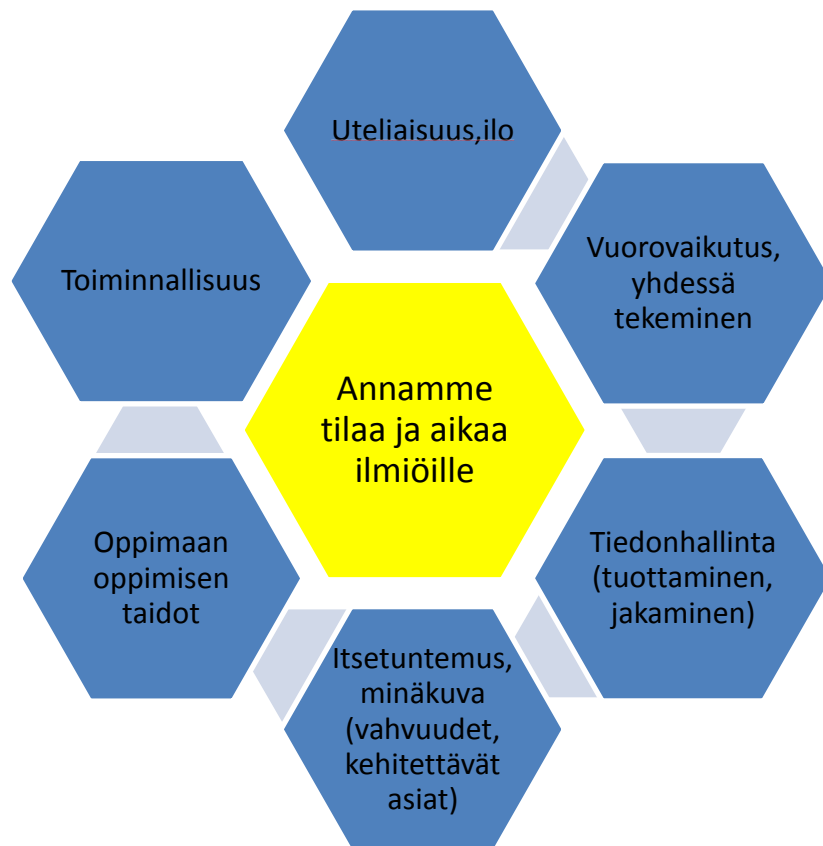 Uteliaisuus,ilo
Vuorovaikutus,
yhdessä
tekeminen
Toiminnallisuus
Annamme
tilaa ja aikaa
ilmiöille
Oppimaan
oppimisen
taidot
Tiedonhallinta
(tuottaminen,
jakaminen)
Itsetuntemus,
minäkuva
(vahvuudet,
kehitettävät
asiat)